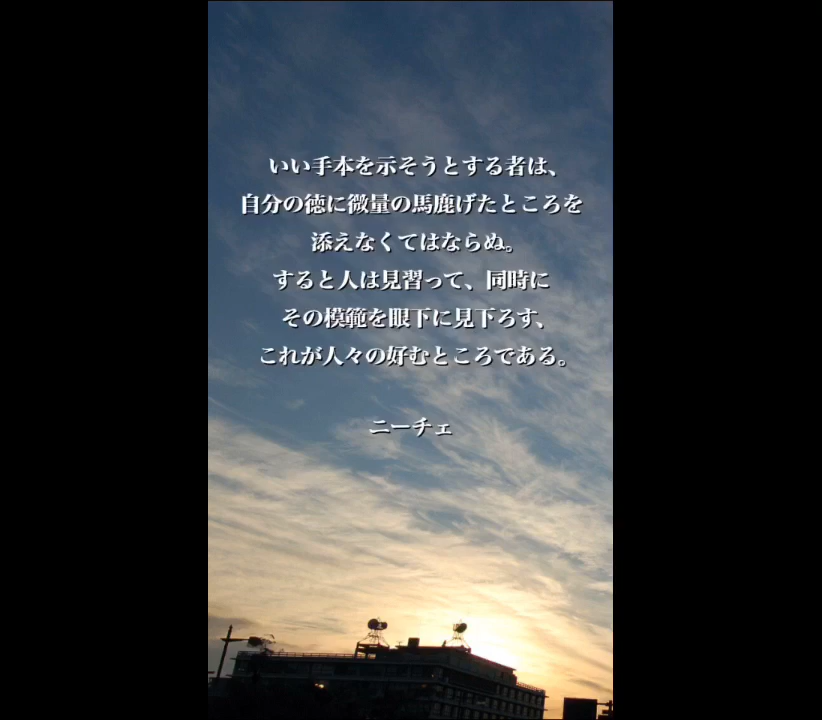 いい手本を示そうとする者は、
自分の徳に微量の馬鹿げたところを
添えなくてはならぬ。
すると人は見習って、同時に
その模範を眼下に見下ろす、
これが人々の好むところである。
ニーチェ